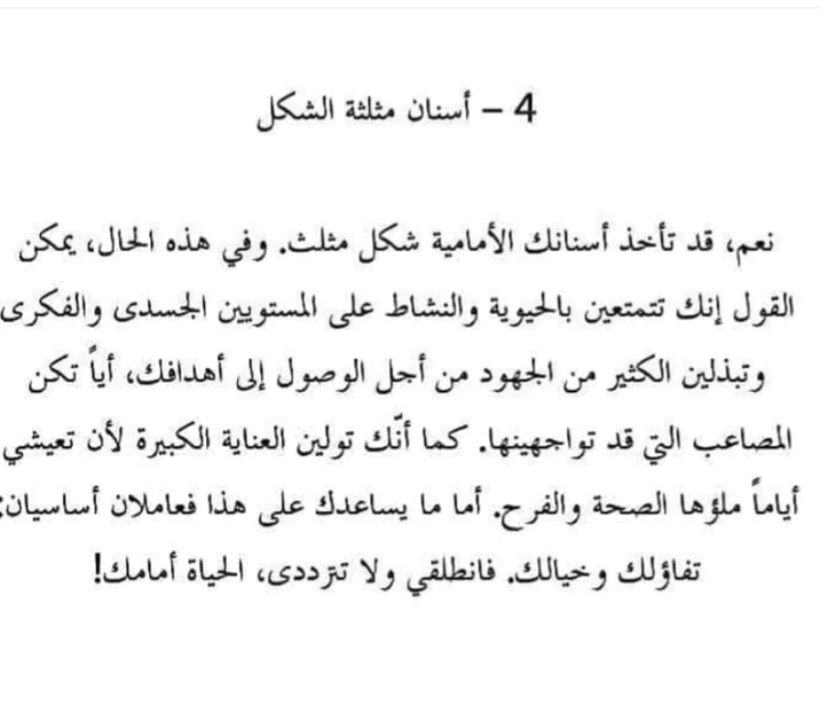 4 – أسنان مثلثة الشكل
نعم، قد تأخذ أسنانك الأمامية شكل مثلث. وفي هذه الحال، يمكن
القول إنك تتمتعين بالحيوية والنشاط على المستويين الجسدى والفكرى
وتبذلين الكثير من الجهود من أجل الوصول إلى أهدافك، أياً تكن
المصاعب التي قد تواجهينها. كما أنّك تولين العناية الكبيرة لأن تعيشي
أياماً ملؤها الصحة والفرح. أما ما يساعدك على هذا فعاملان أساسيان:
تفاؤلك وخيالك. فانطلقي ولا تترددى، الحياة أمامك!